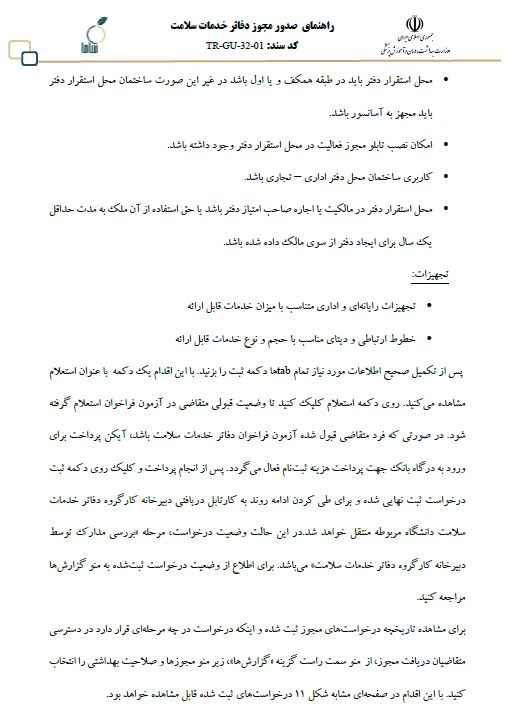 راهنمای صدور مجوز دفاتر خدمات سلامت
کد سند: TR-GU-32-01
جمهوری اسلامی ایران
وزارت بهداشت، درمان و آموزش پزشکی
ساما
• محل استقرار دفتر باید در طبقه همکف و یا اول باشد در غیر این صورت ساختمان محل استقرار دفتر
باید مجهز به آسانسور باشد.
• امکان نصب تابلو مجوز فعالیت در محل استقرار دفتر وجود داشته باشد.
• کاربری ساختمان محل دفتر اداری – تجاری باشد.
• محل استقرار دفتر در مالکیت یا اجاره صاحب امتیاز دفتر باشد یا حق استفاده از آن ملک به مدت حداقل
یک سال برای ایجاد دفتر از سوی مالک داده شده باشد.
تجهیزات:
• تجهیزات رایانه‌ای و اداری متناسب با میزان خدمات قابل ارائه
• خطوط ارتباطی و دیتای مناسب با حجم و نوع خدمات قابل ارائه
پس از تکمیل صحیح اطلاعات مورد نیاز تمام tabها دکمه ثبت را بزنید. با این اقدام یک دکمه با عنوان استعلام
مشاهده می‌کنید. روی دکمه استعلام کلیک کنید تا وضعیت قبولی متقاضی در آزمون فراخوان استعلام گرفته
شود. در صورتی که فرد متقاضی قبول شده آزمون فراخوان دفاتر خدمات سلامت باشد، آیکن پرداخت برای
ورود به درگاه بانک جهت پرداخت هزینه ثبت‌نام فعال می‌گردد. پس از انجام پرداخت و کلیک روی دکمه ثبت
درخواست ثبت نهایی شده و برای طی کردن ادامه روند به کارتابل دریافتی دبیرخانه کارگروه دفاتر خدمات
سلامت دانشگاه مربوطه منتقل خواهد شد.در این حالت وضعیت درخواست، مرحله «بررسی مدارک توسط
دبیرخانه کارگروه دفاتر خدمات سلامت» می‌باشد. برای اطلاع از وضعیت درخواست ثبت‌شده به منو گزارش‌ها
مراجعه کنید.
برای مشاهده تاریخچه درخواست‌های مجوز ثبت شده و اینکه درخواست در چه مرحله‌ای قرار دارد در دسترسی
متقاضیان دریافت مجوز، از منو سمت راست گزینه «گزارش‌ها»، زیر منو مجوزها و صلاحیت بهداشتی را انتخاب
کنید. با این اقدام در صفحه‌ای مشابه شکل ۱۱ درخواست‌های ثبت شده قابل مشاهده خواهد بود.